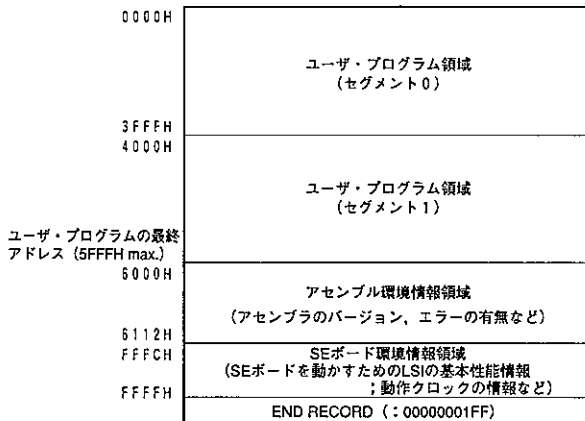 0000H
ユーザ・プログラム領域
(セグメント0)
3FFFH
4000H
ユーザ・プログラム領域
(セグメント1)
ユーザ・プログラムの最終
アドレス (5FFFH max.)
6000H
アセンブル環境情報領域
(アセンブラのバージョン,エラーの有無など)
6112H
FFFCH
SEボード環境情報領域
(SEボードを動かすためのLSIの基本性能情報
;動作クロックの情報など)
FFFFH
END RECORD (:00000001FF)